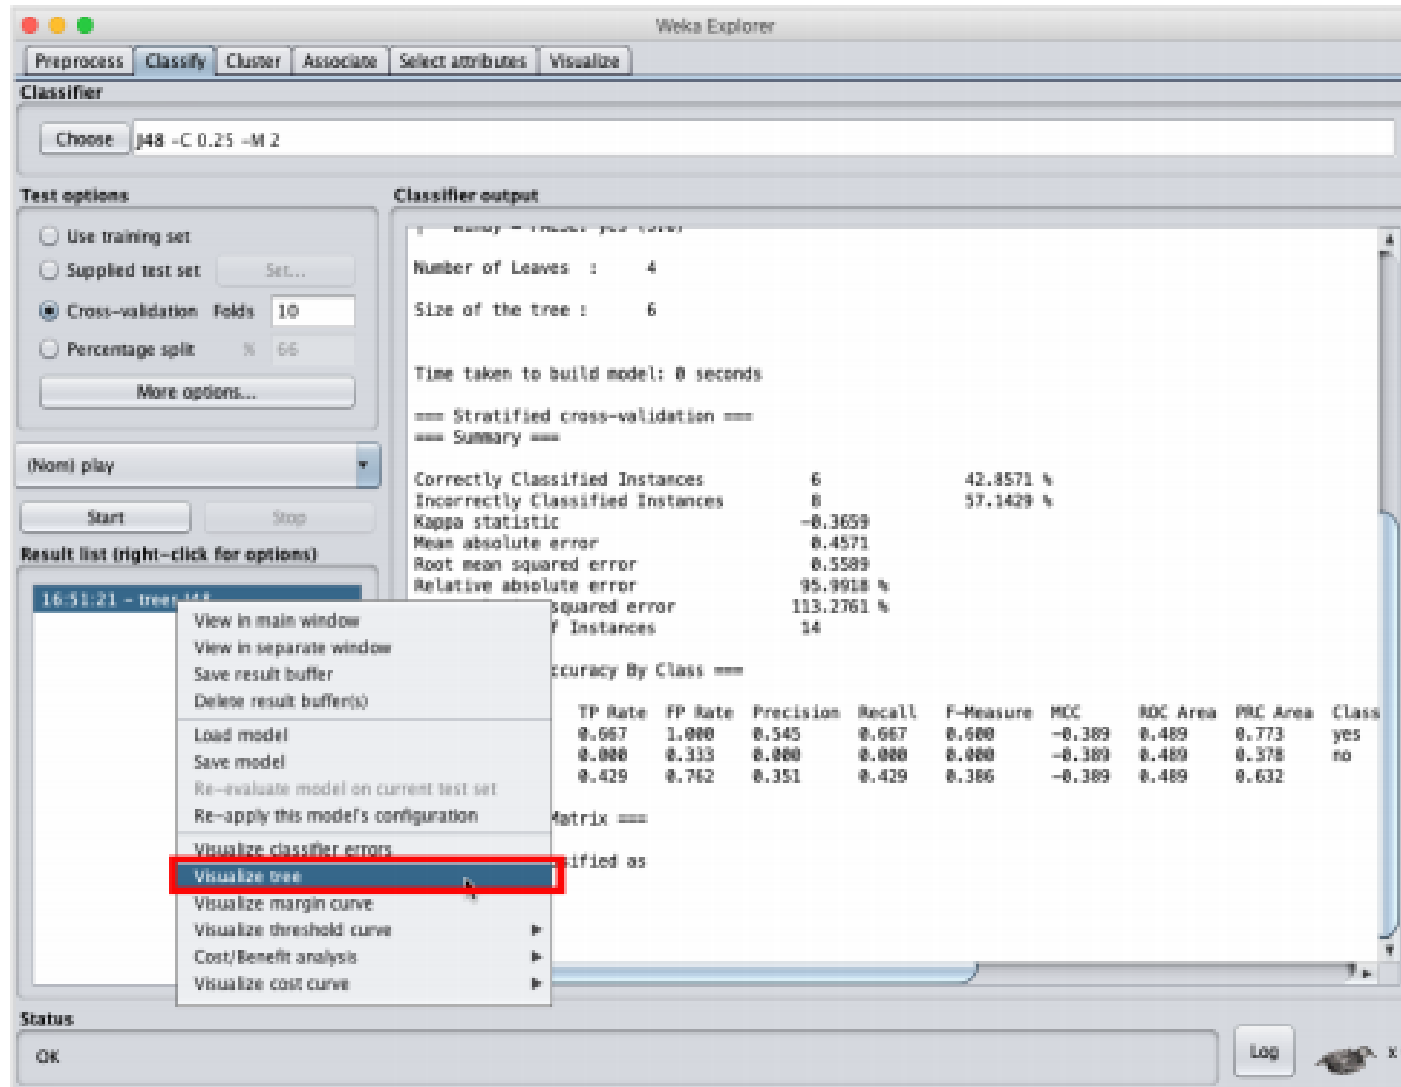 Weka Explorer
Preprocess Classify Cluster Associate Select attributes Visualize
Classifier
Choose J48 -C 0.25 -M 2
Test options
Use training set
Supplied test set Set...
Cross-validation Folds 10
Percentage split % 66
More options...
(Nom) play
Start Stop
Result list (right-click for options)
16:51:21 - trees.J48
View in main window
View in separate window
Save result buffer
Delete result buffer(s)
Load model
Save model
Re-evaluate model on current test set
Re-apply this model's configuration
Visualize classifier errors
Visualize tree
Visualize margin curve
Visualize threshold curve
Cost/Benefit analysis
Visualize cost curve
Classifier output
| windy = FALSE: yes (3.0)
Number of Leaves : 4
Size of the tree : 6
Time taken to build model: 0 seconds
=== Stratified cross-validation ===
=== Summary ===
Correctly Classified Instances 6 42.8571 %
Incorrectly Classified Instances 8 57.1429 %
Kappa statistic -0.3659
Mean absolute error 0.4571
Root mean squared error 0.5589
Relative absolute error 95.9918 %
squared error 113.2761 %
f Instances 14
ccuracy By Class ===
TP Rate FP Rate Precision Recall F-Measure MCC ROC Area PRC Area Class
0.667 1.000 0.545 0.667 0.600 -0.389 0.489 0.773 yes
0.000 0.333 0.000 0.000 0.000 -0.389 0.489 0.378 no
0.429 0.762 0.351 0.429 0.386 -0.389 0.489 0.632
Matrix ===
sified as
Status
OK
Log
x